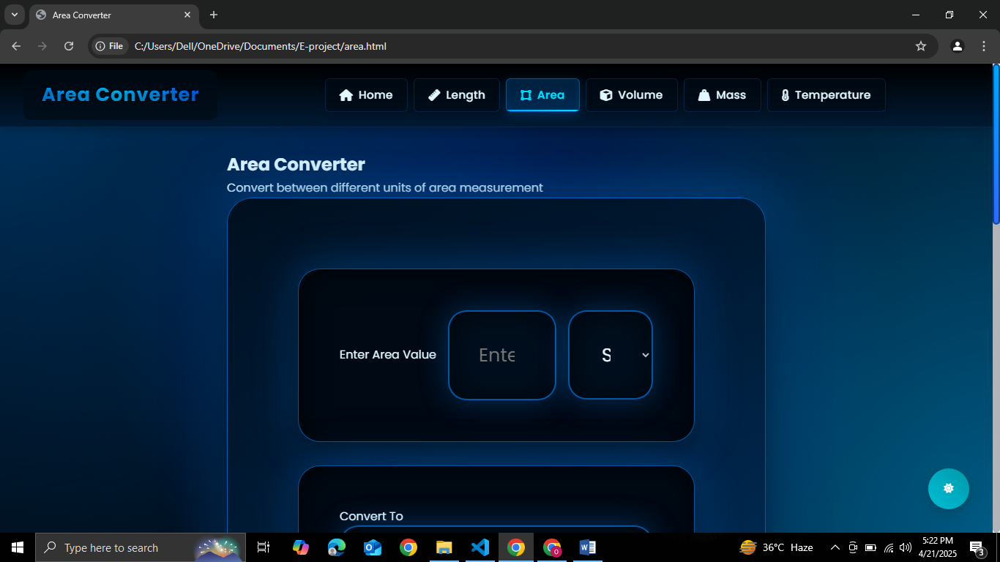 Area Converter
File C:/Users/Dell/OneDrive/Documents/E-project/area.html
Area Converter
Home Length Area Volume Mass Temperature
Area Converter
Convert between different units of area measurement
Enter Area Value Ente S
Convert To
Type here to search
36°C Haze
5:22 PM
4/21/2025
3